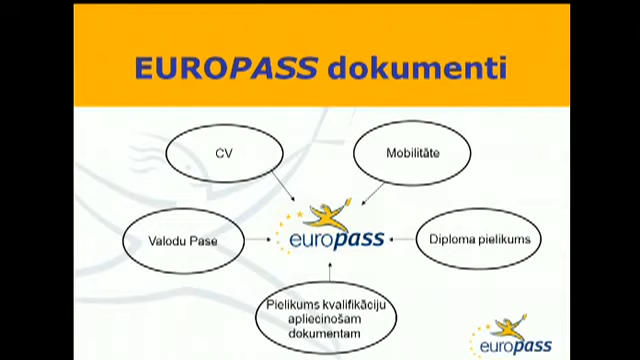 EUROPASS dokumenti
CV
Mobilitāte
Valodu Pase
europass
Diploma pielikums
Pielikums kvalifikāciju
apliecinošam
dokumentam
europass